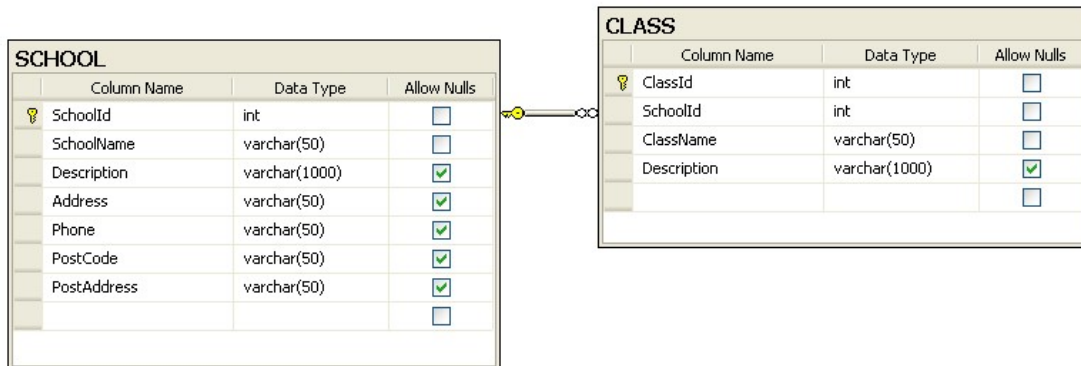 SCHOOL
Column Name Data Type Allow Nulls
SchoolId int
SchoolName varchar(50)
Description varchar(1000)
Address varchar(50)
Phone varchar(50)
PostCode varchar(50)
PostAddress varchar(50)
CLASS
Column Name Data Type Allow Nulls
ClassId int
SchoolId int
ClassName varchar(50)
Description varchar(1000)